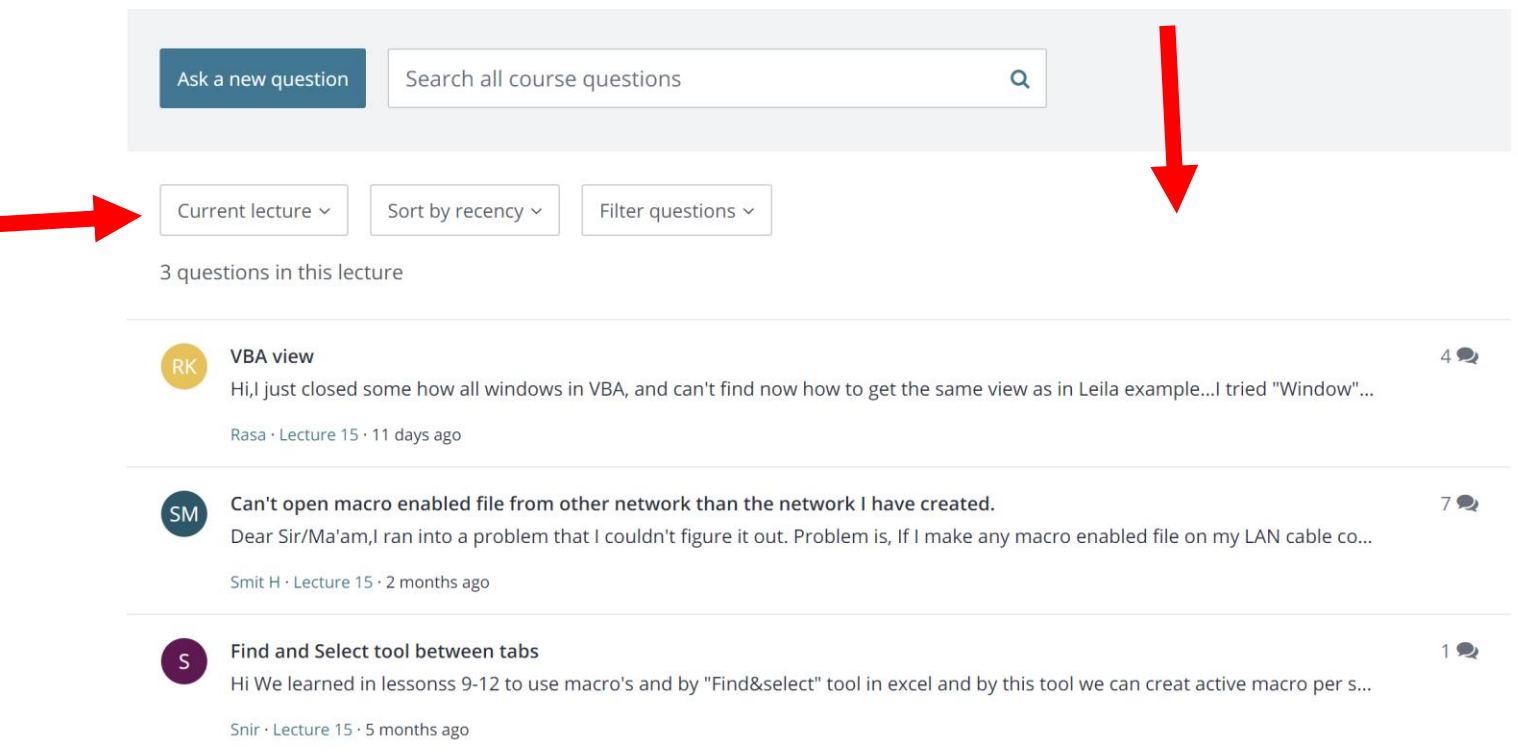 Ask a new question
Search all course questions
Current lecture
Sort by recency
Filter questions
3 questions in this lecture
RK
VBA view
4
Hi,I just closed some how all windows in VBA, and can't find now how to get the same view as in Leila example...I tried "Window"...
Rasa · Lecture 15 · 11 days ago
SM
Can't open macro enabled file from other network than the network I have created.
7
Dear Sir/Ma'am,I ran into a problem that I couldn't figure it out. Problem is, If I make any macro enabled file on my LAN cable co...
Smit H · Lecture 15 · 2 months ago
S
Find and Select tool between tabs
1
Hi We learned in lessonss 9-12 to use macro's and by "Find&select" tool in excel and by this tool we can creat active macro per s...
Snir · Lecture 15 · 5 months ago